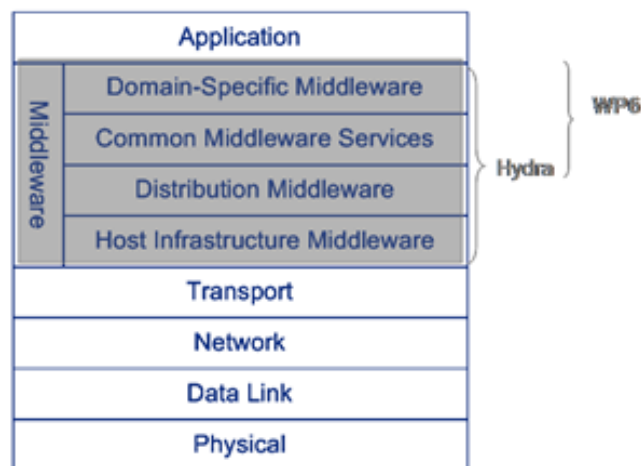 Application
Middleware
Domain-Specific Middleware
Common Middleware Services
Distribution Middleware
Host Infrastructure Middleware
Hydra
WP6
Transport
Network
Data Link
Physical